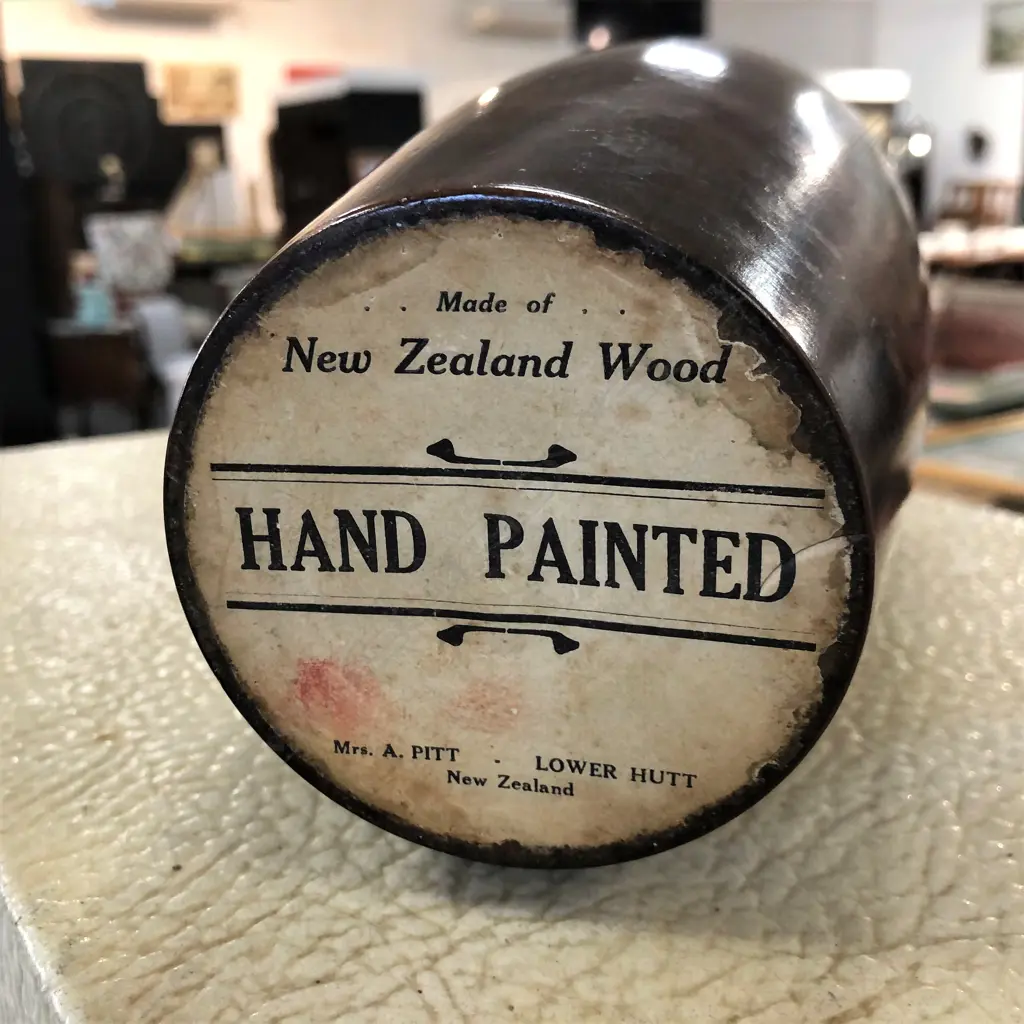 . . Made of . .
New Zealand Wood
HAND PAINTED
Mrs. A. PITT . LOWER HUTT
New Zealand